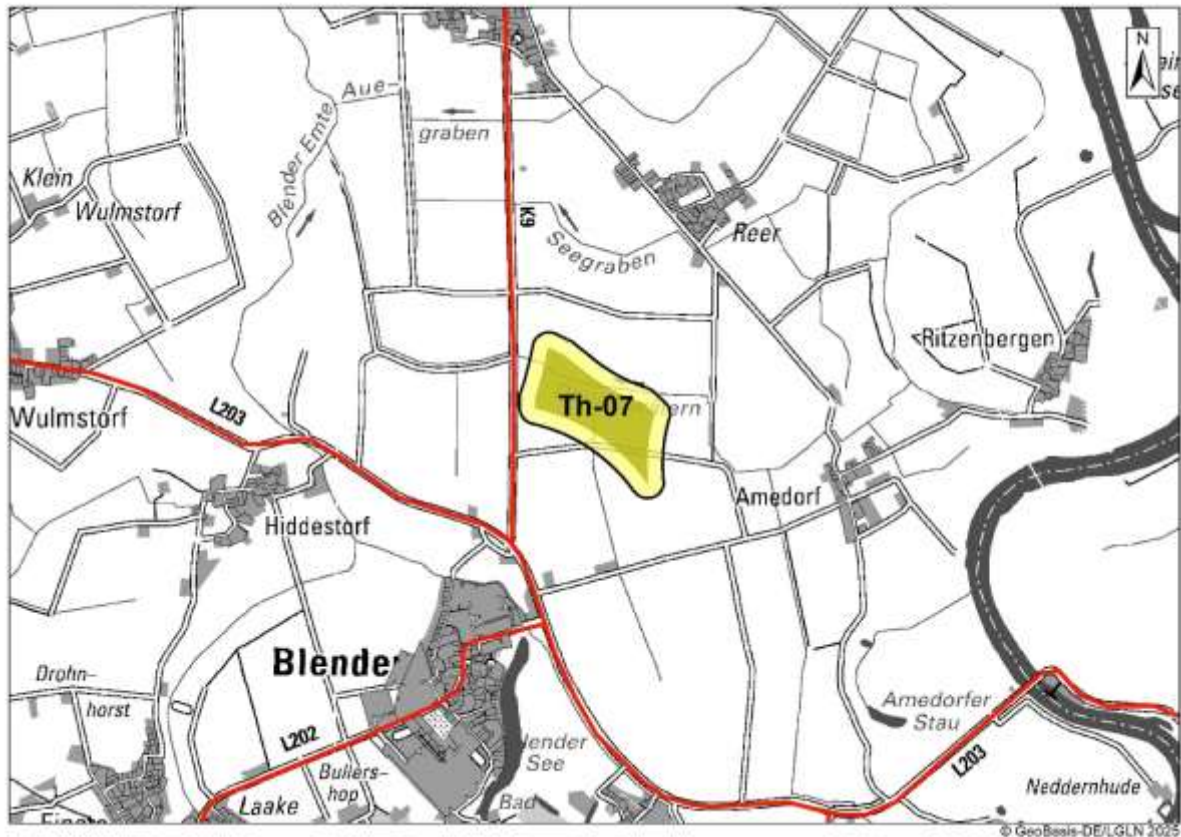 N
Aue-
graben
Blender Emte
Klein
Wulmstorf
K9
Seegraben
Reer
Ritzenbergen
Th-07
Wulmstorf
L203
Hiddestorf
Amedorf
Blender
Drohn-
horst
L202
Bullers-
hop
Laake
See
Bad
Amedorfer
Stau
L203
Neddernhude
© GeoBasis-DE/LGLN 2025